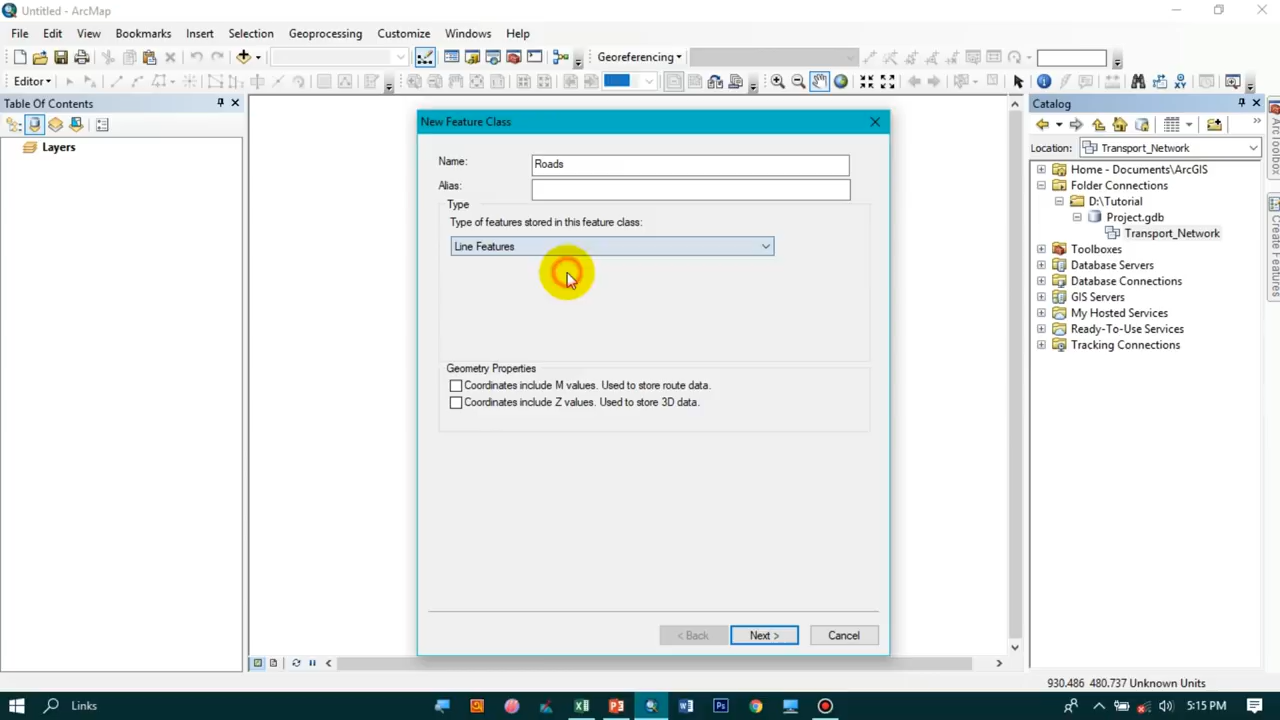 Untitled - ArcMap
File Edit View Bookmarks Insert Selection Geoprocessing Customize Windows Help
Georeferencing
Editor
Table Of Contents
Layers
New Feature Class
Name:
Roads
Alias:
Type
Type of features stored in this feature class:
Line Features
Geometry Properties
Coordinates include M values. Used to store route data.
Coordinates include Z values. Used to store 3D data.
< Back
Next >
Cancel
Catalog
Location:
Transport_Network
Home - Documents\ArcGIS
Folder Connections
D:\Tutorial
Project.gdb
Transport_Network
Toolboxes
Database Servers
Database Connections
GIS Servers
My Hosted Services
Ready-To-Use Services
Tracking Connections
ArcToolbox
Create Features
930.486 480.737 Unknown Units
Links
5:15 PM